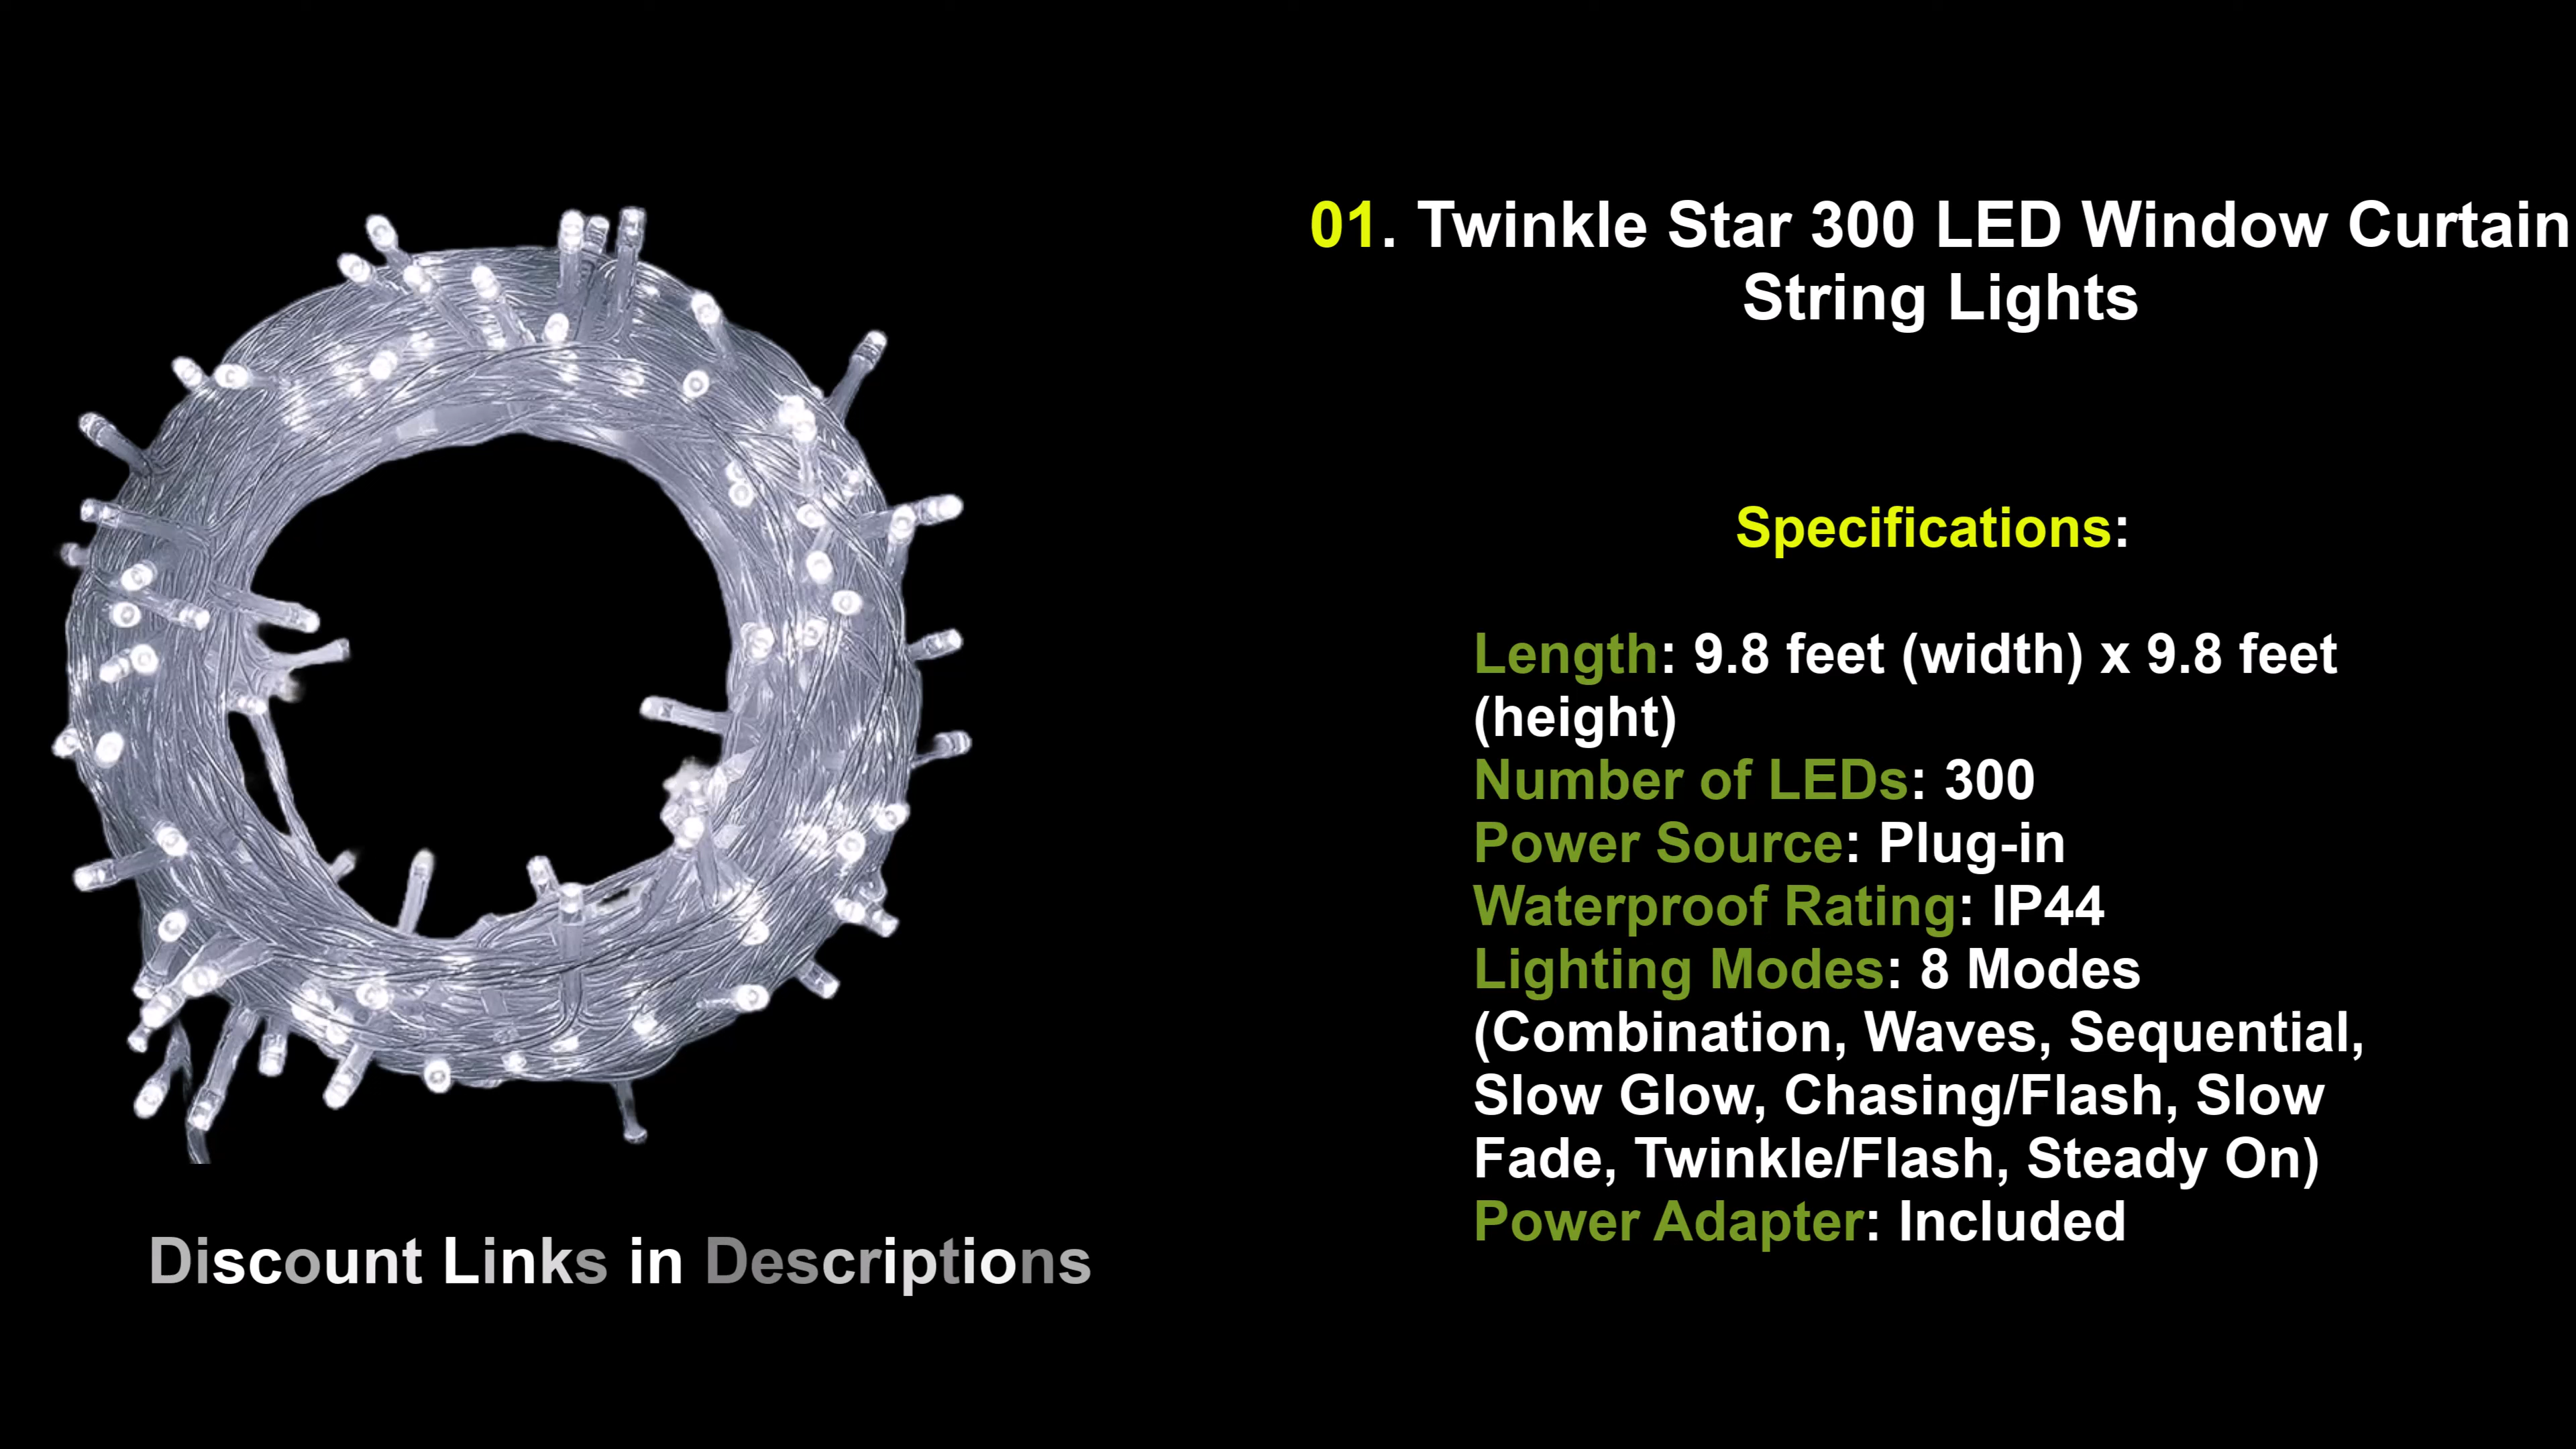 01. Twinkle Star 300 LED Window Curtain
String Lights
Specifications:
Length: 9.8 feet (width) x 9.8 feet
(height)
Number of LEDs: 300
Power Source: Plug-in
Waterproof Rating: IP44
Lighting Modes: 8 Modes
(Combination, Waves, Sequential,
Slow Glow, Chasing/Flash, Slow
Fade, Twinkle/Flash, Steady On)
Power Adapter: Included
Discount Links in Descriptions